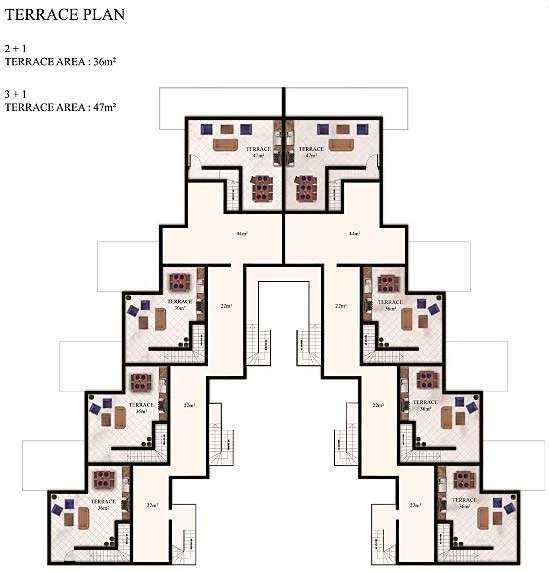 TERRACE PLAN
2 + 1
TERRACE AREA : 36m²
3 + 1
TERRACE AREA : 47m²
TERRACE
47m²
TERRACE
47m²
44m²
44m²
TERRACE
36m²
22m²
22m²
TERRACE
36m²
TERRACE
36m²
22m²
22m²
TERRACE
36m²
TERRACE
36m²
22m²
22m²
TERRACE
36m²